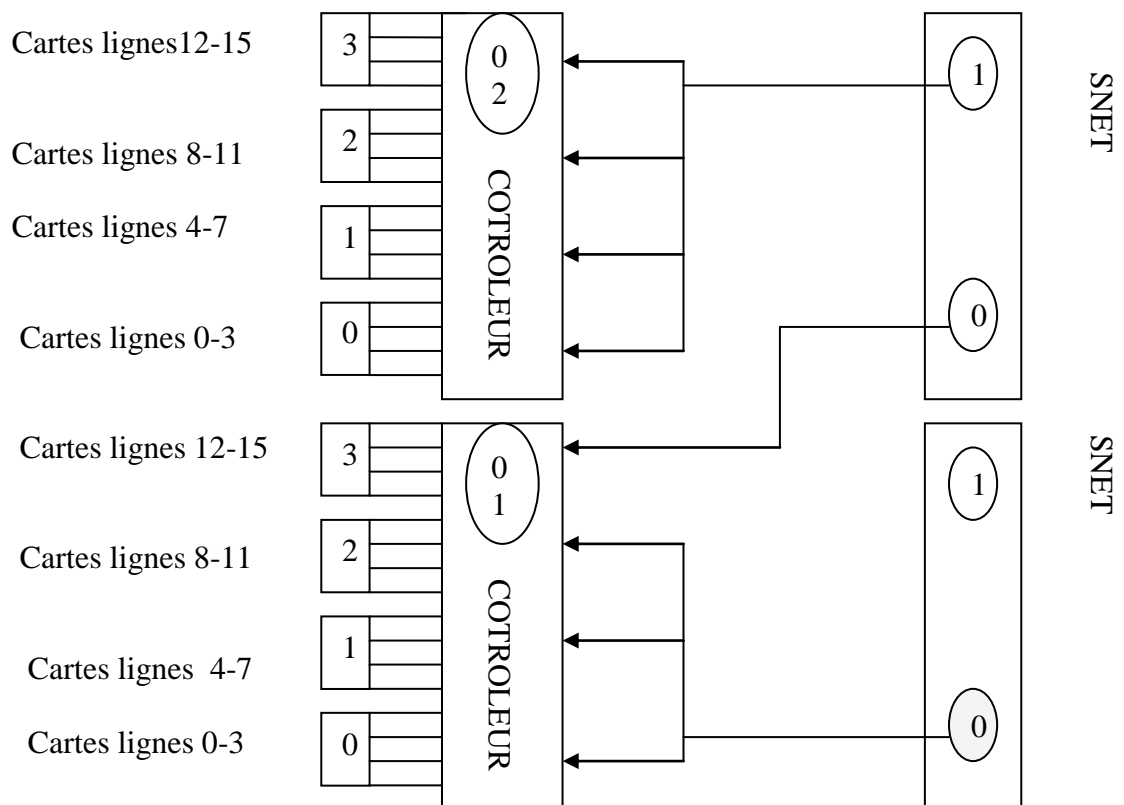 Cartes lignes12-15
3
0
2
1
SNET
Cartes lignes 8-11
2
COTROLEUR
Cartes lignes 4-7
1
Cartes lignes 0-3
0
0
Cartes lignes 12-15
3
0
1
1
SNET
Cartes lignes 8-11
2
COTROLEUR
Cartes lignes 4-7
1
Cartes lignes 0-3
0
0